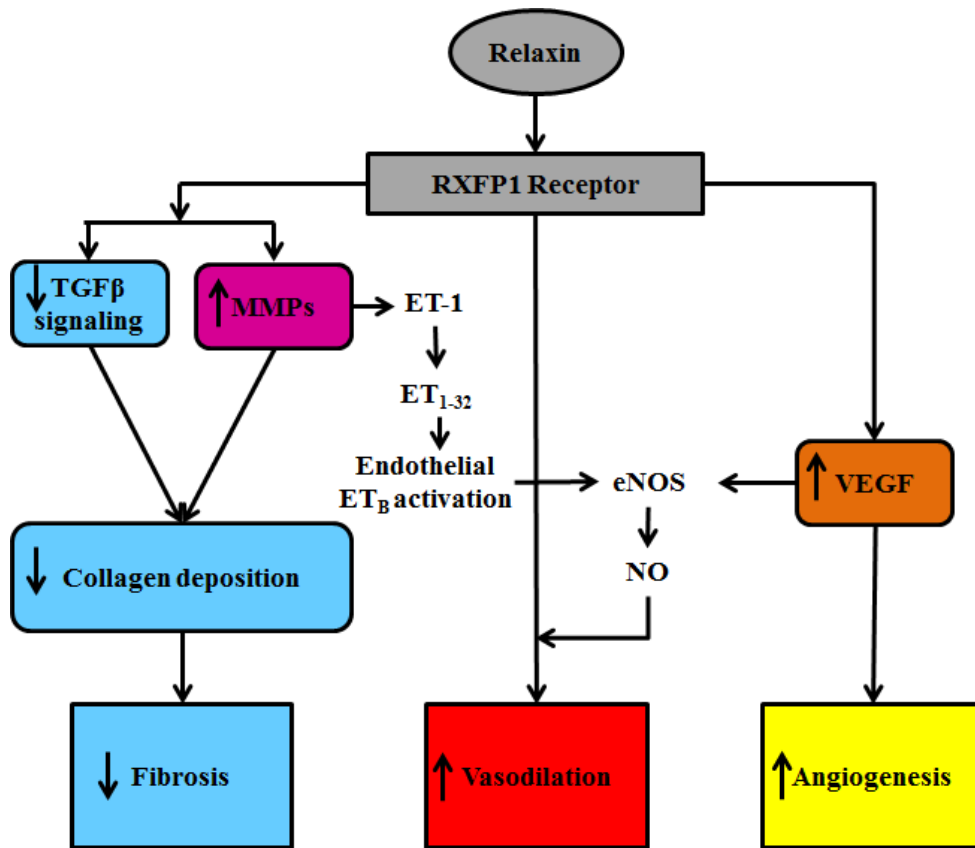 Relaxin
RXFP1 Receptor
TGFβ
signaling
MMPs
ET-1
ET1-32
Endothelial
ETB activation
eNOS
VEGF
NO
Collagen deposition
Fibrosis
Vasodilation
Angiogenesis